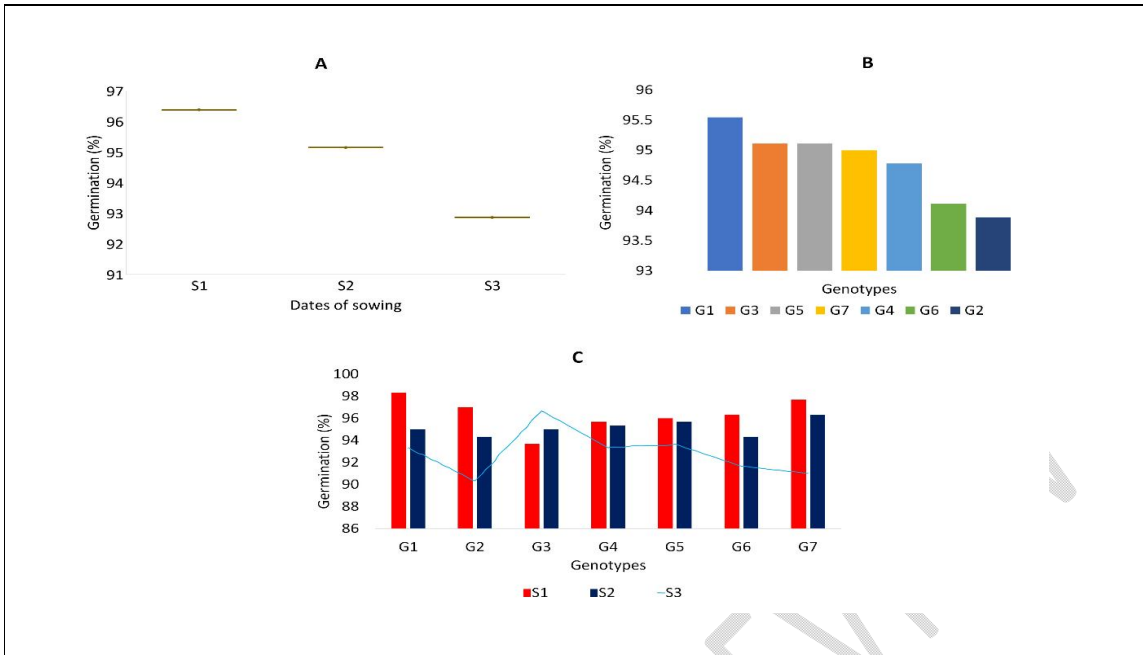 A
97
96
95
94
93
92
91
Germination (%)
S1 S2 S3
Dates of sowing
B
96
95.5
95
94.5
94
93.5
93
Germination (%)
Genotypes
G1 G3 G5 G7 G4 G6 G2
C
100
98
96
94
92
90
88
86
Germination (%)
G1 G2 G3 G4 G5 G6 G7
Genotypes
S1 S2 S3